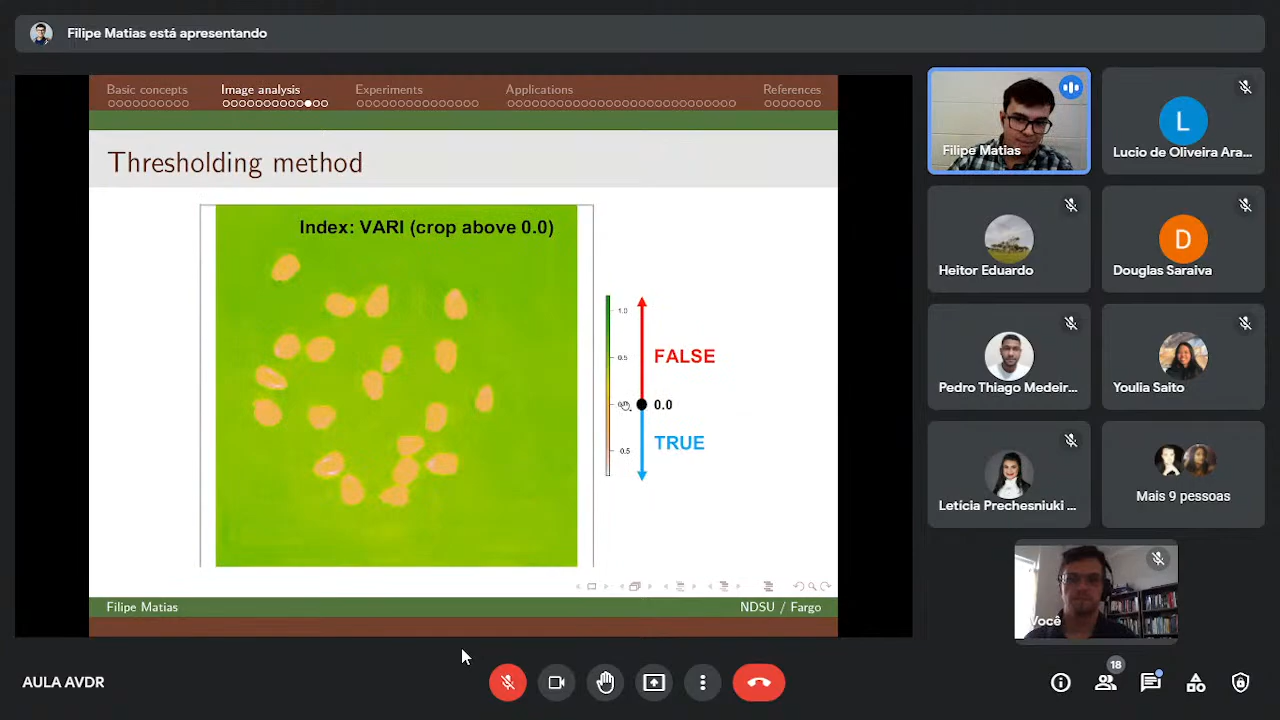 Filipe Matias está apresentando
Basic concepts
Image analysis
Experiments
Applications
References
Thresholding method
Index: VARI (crop above 0.0)
1.0
0.5
FALSE
0.0
TRUE
0.5
Filipe Matias
NDSU / Fargo
Filipe Matias
L
Lucio de Oliveira Ara...
Heitor Eduardo
D
Douglas Saraiva
Pedro Thiago Medeir...
Youlia Saito
Letícia Prechesniuki ...
Mais 9 pessoas
Você
AULA AVDR
18